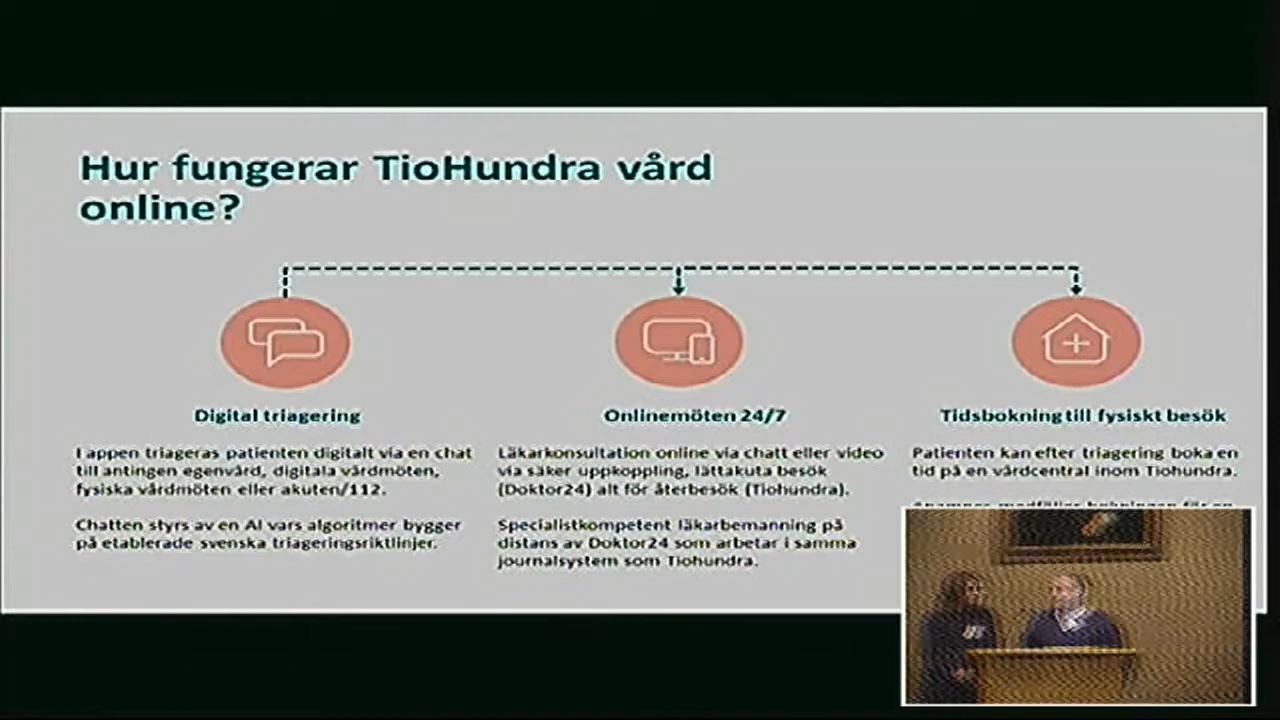 Hur fungerar TioHundra vård
online?
Digital triagering
I appen triageras patienten digitalt via en chat
till antingen egenvård, digitala vårdmöten,
fysiska vårdmöten eller akuten/112.
Chatten styrs av en AI vars algoritmer bygger
på etablerade svenska triageringsriktlinjer.
Onlinemöten 24/7
Läkarkonsultation online via chatt eller video
via säker uppkoppling, lättakuta besök
(Doktor24) alt för återbesök (Tiohundra).
Specialistkompetent läkarbemanning på
distans av Doktor24 som arbetar i samma
journalsystem som Tiohundra.
Tidsbokning till fysiskt besök
Patienten kan efter triagering boka en
tid på en vårdcentral inom Tiohundra.